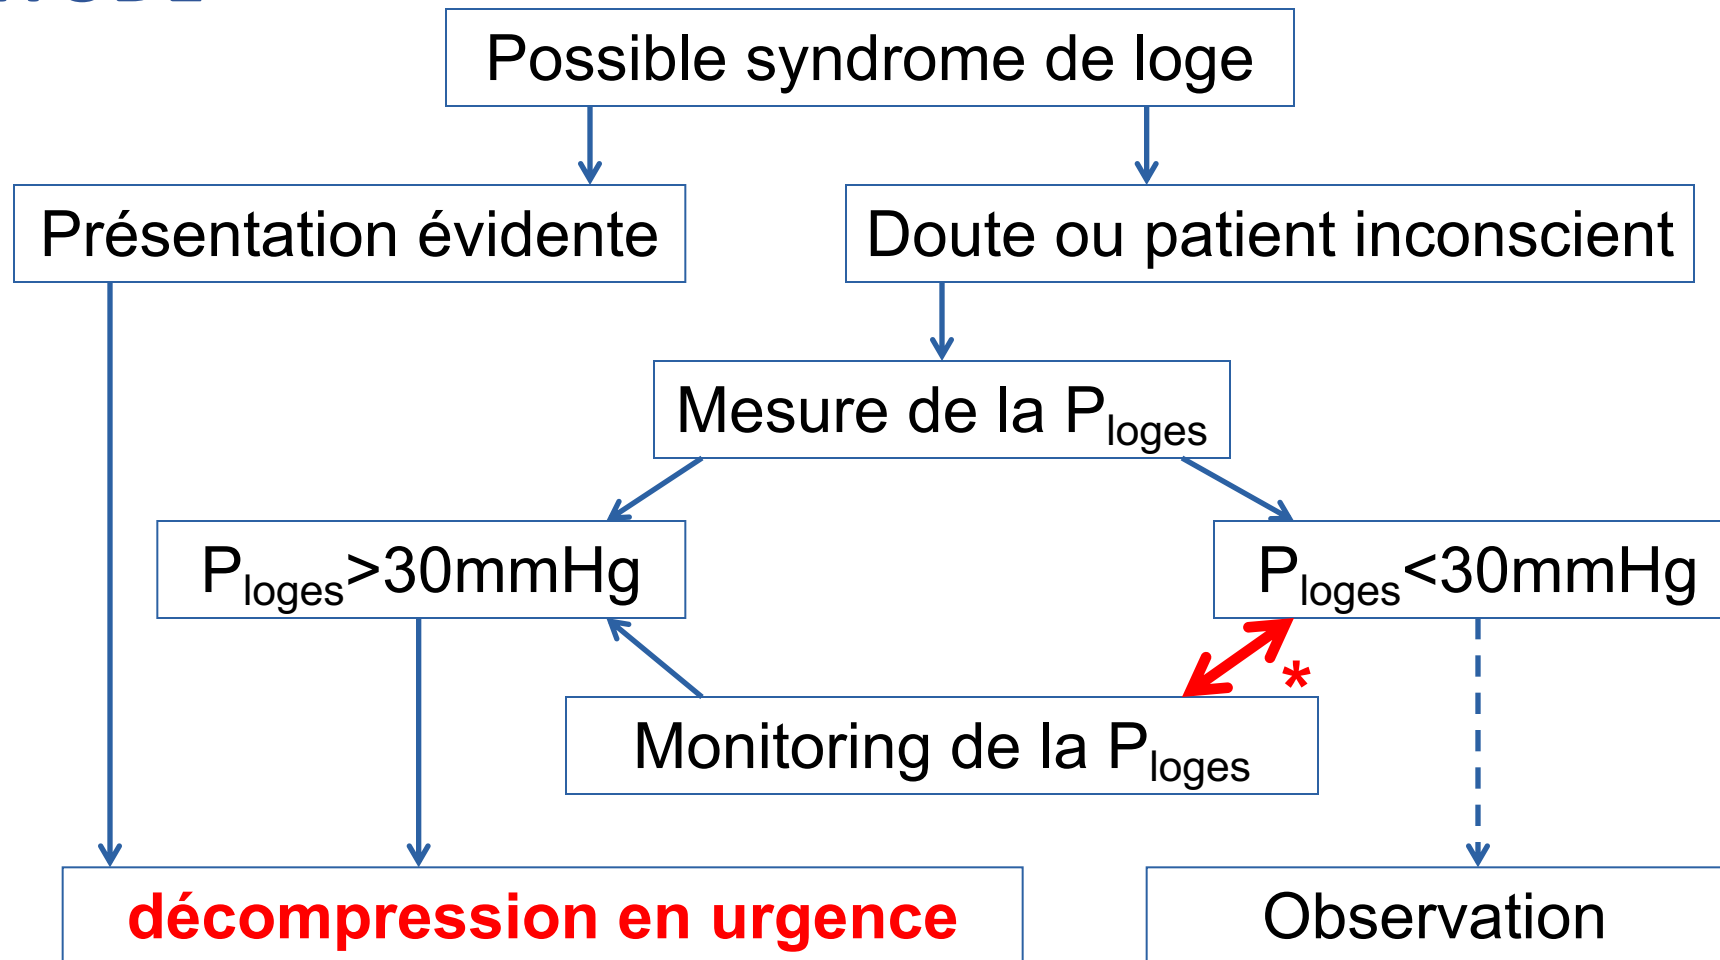 Possible syndrome de loge
Présentation évidente
Doute ou patient inconscient
Mesure de la Ploges
Ploges>30mmHg
Ploges<30mmHg
*
Monitoring de la Ploges
décompression en urgence
Observation